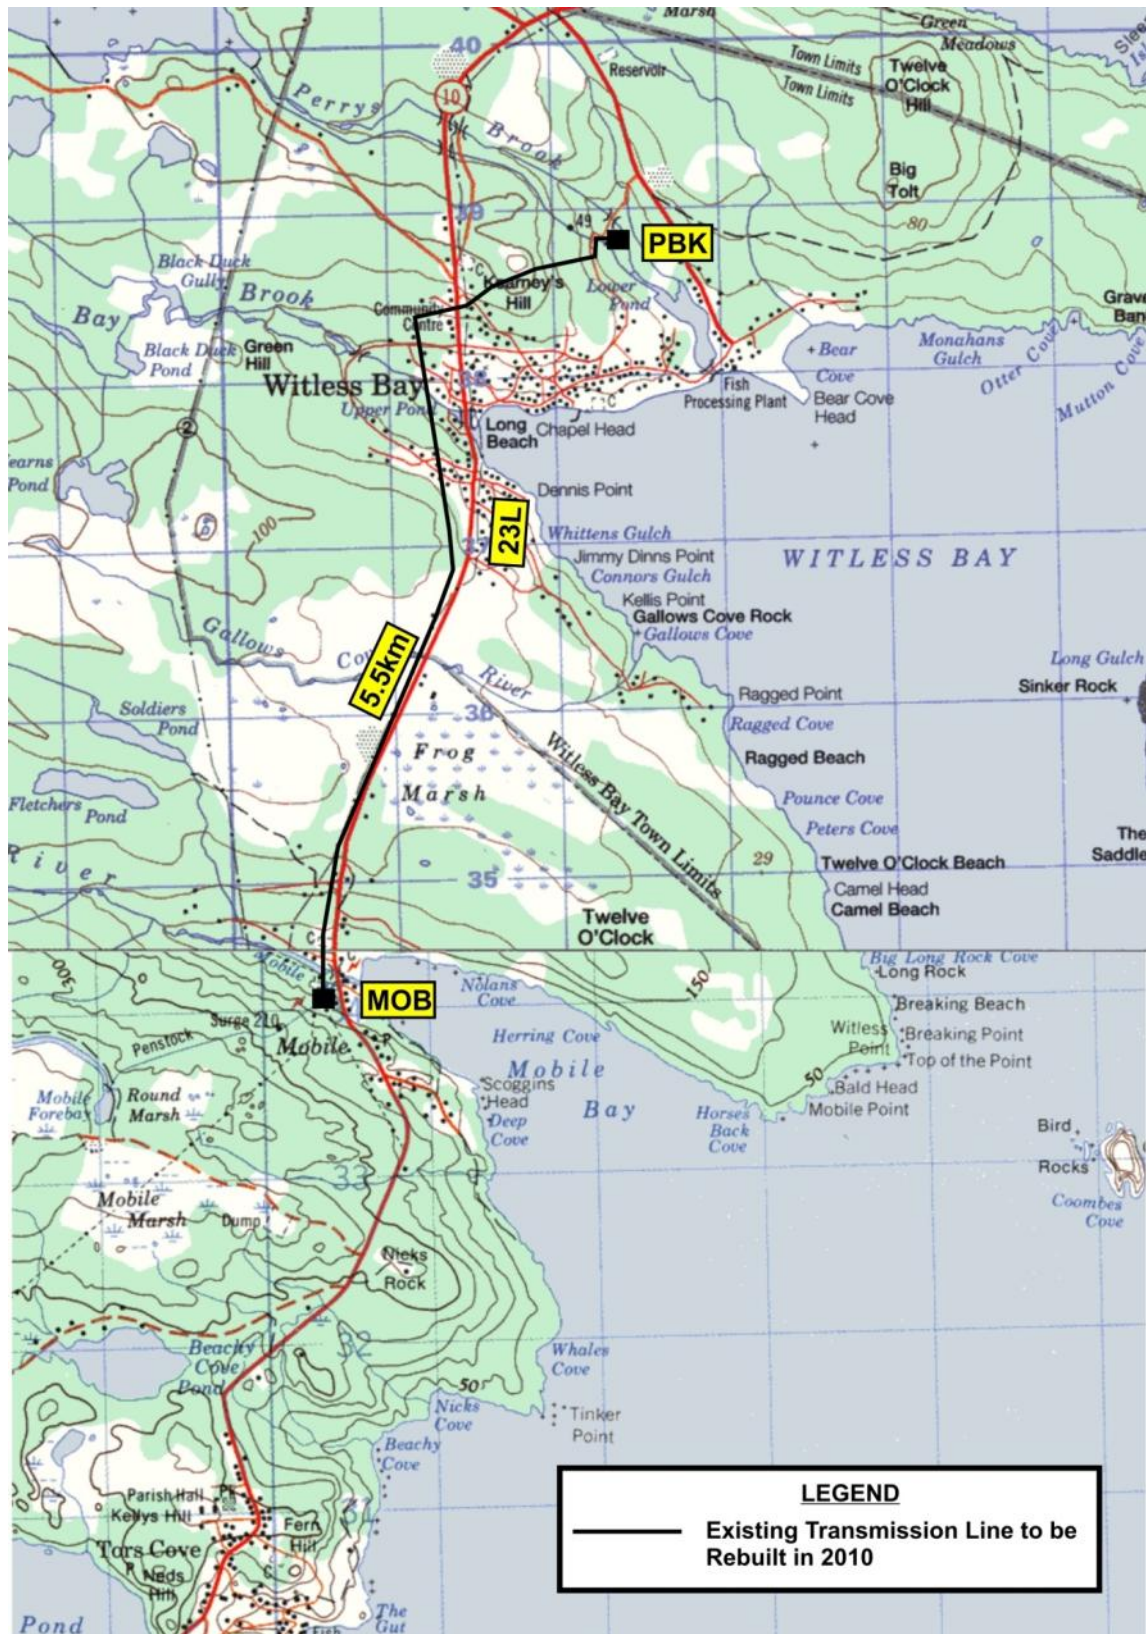 Marsh
40
Green
Meadows
Perrys
Brook
Reservoir
Town Limits
Town Limits
Twelve
O'Clock
Hill
10
Big
Tolt
39
49
80
PBK
Black Duck
Gully
Brook
Bay
Kearney's
Hill
Lower
Pond
Community
Centre
C
Grave
Ban
Black Duck
Pond
Green
Hill
Bear
Cove
Monahans
Gulch
Otter Cove
Mutton Cove
Witless Bay
38
Upper Pond
Fish
Processing Plant
C
Bear Cove
Head
2
Long
Beach
Chapel Head
earns
Pond
Dennis Point
100
23L
37
Whittens Gulch
Jimmy Dinns Point
Connors Gulch
WITLESS BAY
Kellis Point
Gallows Cove Rock
Gallows Cove
Gallows
Cove
River
5.5km
Long Gulch
Sinker Rock
Soldiers
Pond
36
Ragged Point
Ragged Cove
Frog
Marsh
Witless Bay Town Limits
Ragged Beach
Fletchers
Pond
Pounce Cove
Peters Cove
The
Saddle
River
29
Twelve O'Clock Beach
35
Camel Head
Camel Beach
Twelve
O'Clock
C
Mobile
Big Long Rock Cove
Long Rock
300
MOB
Nolans
Cove
150
Breaking Beach
Surge 210
Penstock
Mobile
Herring Cove
Witless
Point
Breaking Point
Top of the Point
Mobile
Bay
Scoggins
Head
50
Bald Head
Mobile Point
Mobile
Forebay
Round
Marsh
Deep
Cove
Horses
Back
Cove
Bird
Rocks
33
Mobile
Marsh
Dump
Coombes
Cove
Nicks
Rock
32
Beachy
Cove
Pond
Whales
Cove
50
Nicks
Cove
Tinker
Point
Beachy
Cove
Parish Hall
Kellys Hill
31
Fern
Hill
Tors Cove
Neds
Hill
C
The
Gut
Pond
Fish
LEGEND
Existing Transmission Line to be
Rebuilt in 2010